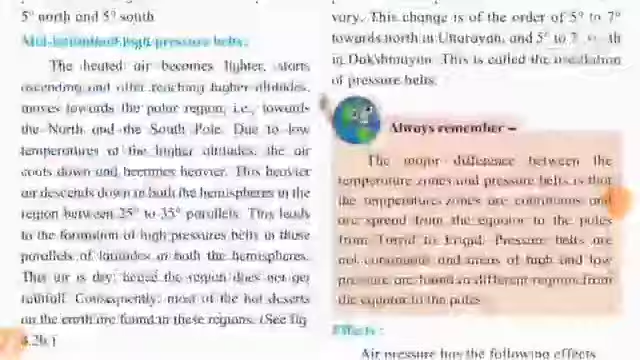 5° north and 5° south
Mid-latitudinal high pressure belts:
The heated air becomes lighter, starts
ascending and after reaching higher altitudes,
moves towards the polar region, i.e., towards
the North and the South Pole. Due to low
temperatures at the higher altitudes, the air
cools down and becomes heavier. This heavier
air descends down in both the hemispheres in the
region between 25° to 35° parallels. This leads
to the formation of high pressures belts in these
parallels of latitudes in both the hemispheres.
This air is dry; hence the region does not get
rainfall. Consequently, most of the hot deserts
on the earth are found in these regions. (See fig
4.2b.)
vary. This change is of the order of 5° to 7°
towards north in Uttarayan, and 5° to 7
in Dakshinayan. This is called the oscillation
of pressure belts.
Always remember –
The major difference between the
temperature zones and pressure belts is that
the temperatures zones are continuous and
are spread from the equator to the poles
from Torrid to Frigid. Pressure belts are
not continuous and areas of high and low
pressure are found in different regions from
the equator to the poles
Effects :
Air pressure has the following effects